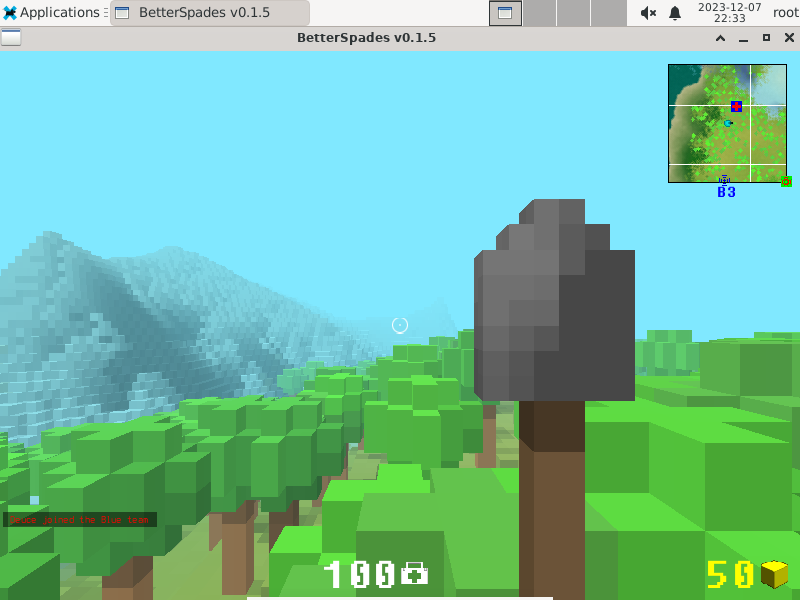 Applications
BetterSpades v0.1.5
2023-12-07
22:33
root
BetterSpades v0.1.5
B3
joined the Blue team
100
50